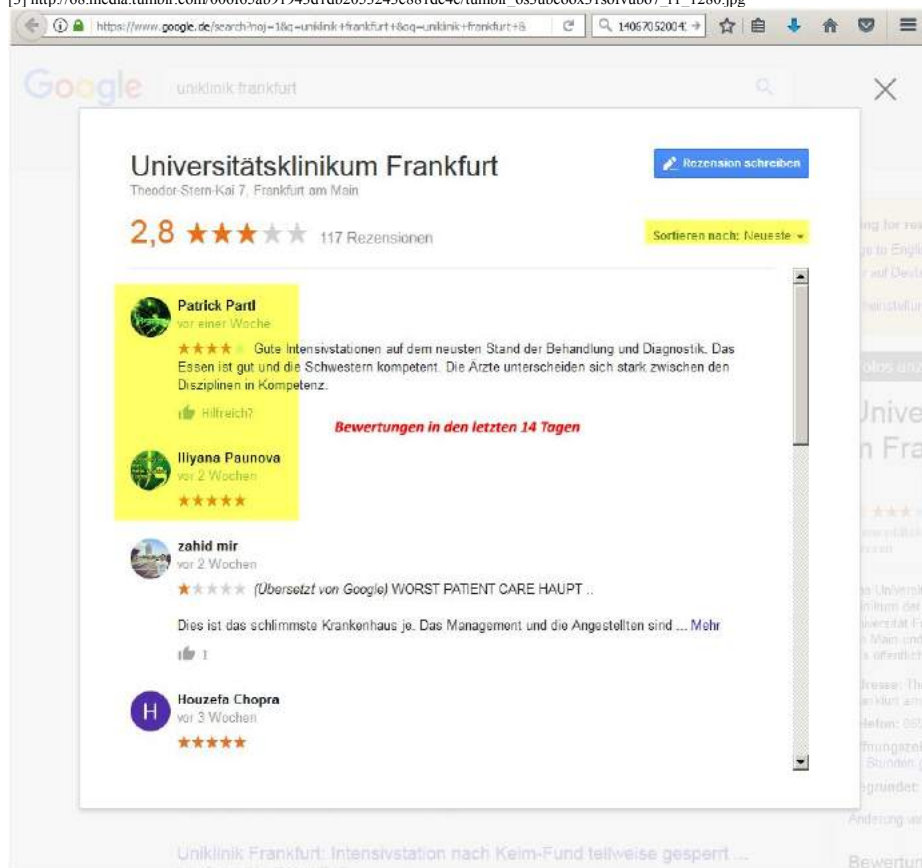 [5] http://68.media.tumblr.com/
https://www.google.de/search?noj=1&q=uniklinik+frankfurt+&oq=uniklinik+frankfurt+&
Google
uniklinik frankfurt
Universitätsklinikum Frankfurt
Rezension schreiben
Theodor-Stern-Kai 7, Frankfurt am Main
2,8
117 Rezensionen
Sortieren nach: Neueste
Patrick Partl
vor einer Woche
Gute Intensivstationen auf dem neusten Stand der Behandlung und Diagnostik. Das
Essen ist gut und die Schwestern kompetent. Die Ärzte unterscheiden sich stark zwischen den
Disziplinen in Kompetenz.
Hilfreich?
Bewertungen in den letzten 14 Tagen
Iliyana Paunova
vor 2 Wochen
zahid mir
vor 2 Wochen
(Übersetzt von Google) WORST PATIENT CARE HAUPT ..
Dies ist das schlimmste Krankenhaus je. Das Management und die Angestellten sind ... Mehr
1
H
Houzefa Chopra
vor 3 Wochen
Uniklinik Frankfurt: Intensivstation nach Keim-Fund teilweise gesperrt ...